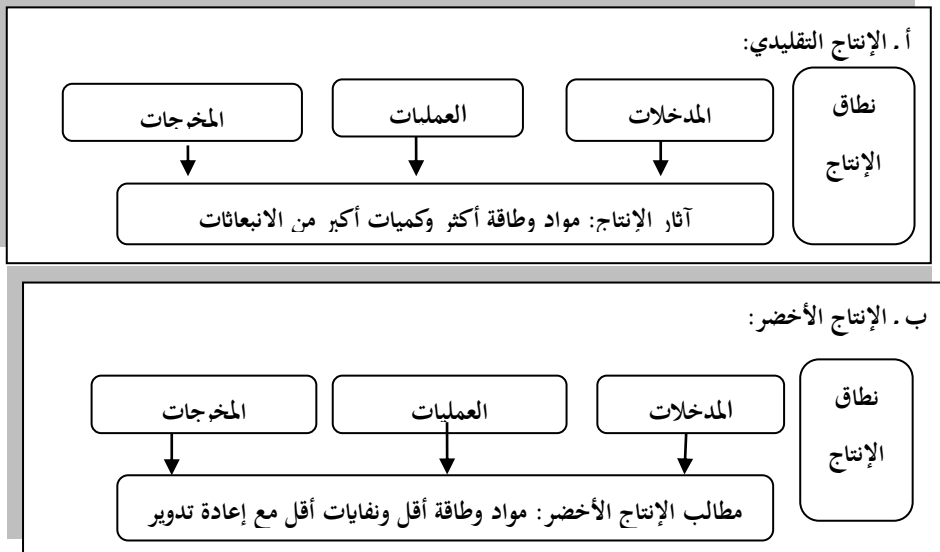 أ. الإنتاج التقليدي:
نطاق
الإنتاج
المدخلات
العمليات
المخرجات
آثار الإنتاج: مواد وطاقة أكثر وكميات أكبر من الانبعاثات
ب. الإنتاج الأخضر:
نطاق
الإنتاج
المدخلات
العمليات
المخرجات
مطالب الإنتاج الأخضر: مواد وطاقة أقل ونفايات أقل مع إعادة تدوير